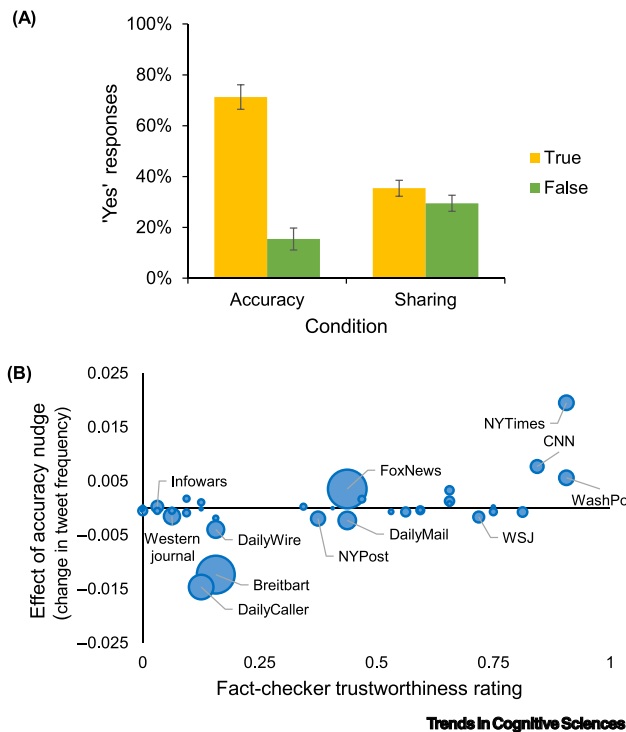 (A)
100%
80%
60%
40%
20%
0%
'Yes' responses
True
False
Accuracy
Sharing
Condition
(B)
0.025
0.015
0.005
–0.005
–0.015
–0.025
Effect of accuracy nudge
(change in tweet frequency)
NYTimes
CNN
FoxNews
Infowars
WashPo
Western
journal
DailyWire
NYPost
DailyMail
WSJ
Breitbart
DailyCaller
0
0.25
0.5
0.75
1
Fact-checker trustworthiness rating
Trends in Cognitive Sciences